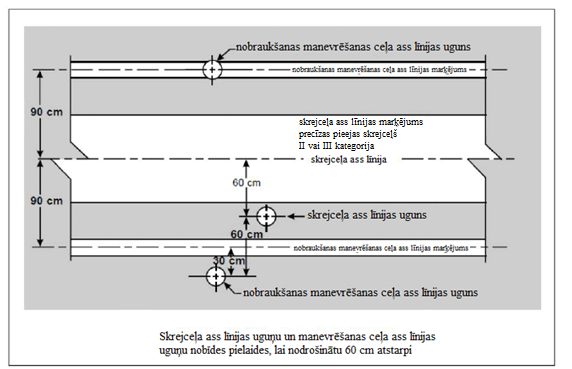 nobraukšanas manevrēšanas ceļa ass līnijas uguns
nobraukšanas manevrēšanas ceļa ass līnijas marķējums
90 cm
skrejceļa ass līnijas marķējums
precīzas pieejas skrejceļš
II vai III kategorija
skrejceļa ass līnija
60 cm
90 cm
skrejceļa ass līnijas uguns
60 cm
nobraukšanas manevrēšanas ceļa ass līnijas marķējums
30 cm
nobraukšanas manevrēšanas ceļa ass līnijas uguns
Skrejceļa ass līnijas uguņu un manevrēšanas ceļa ass līnijas
uguņu nobīdes pielaides, lai nodrošinātu 60 cm atstarpi